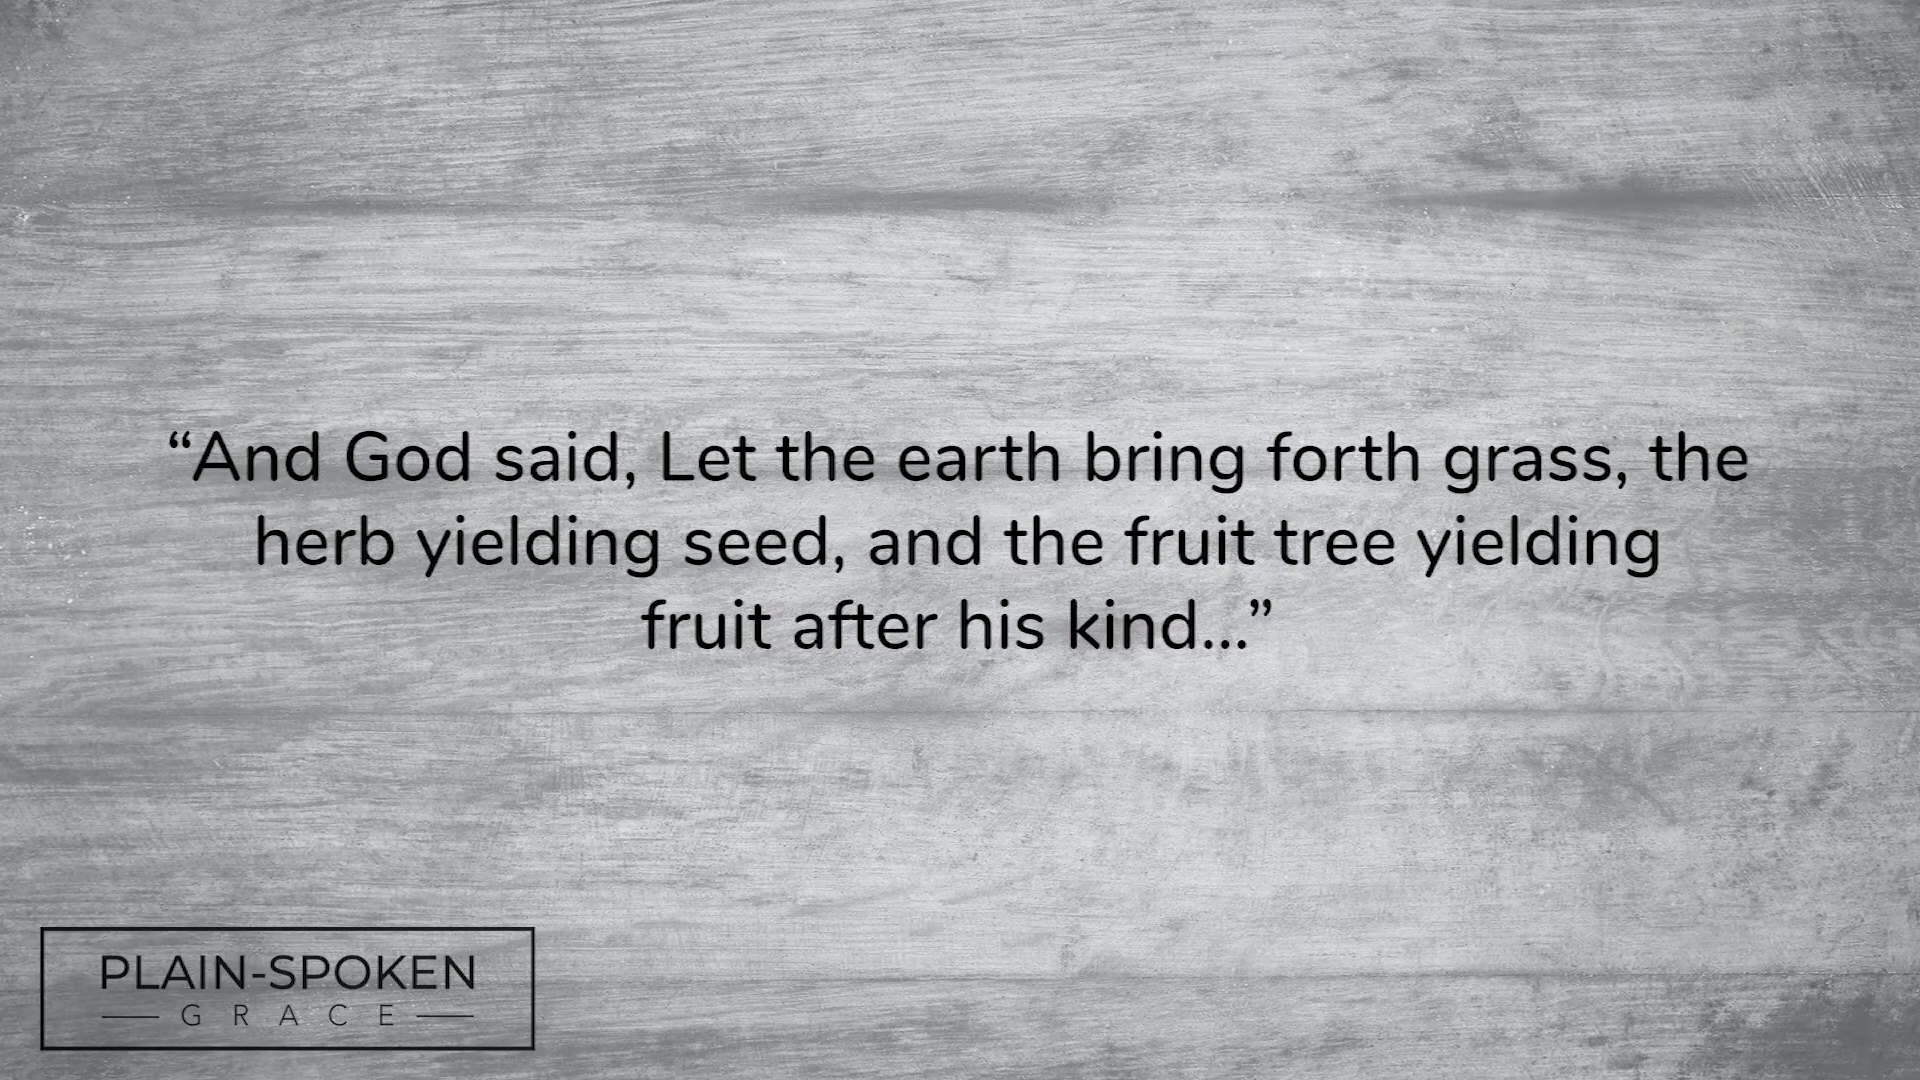 “And God said, Let the earth bring forth grass, the
herb yielding seed, and the fruit tree yielding
fruit after his kind...”
PLAIN-SPOKEN
GRACE